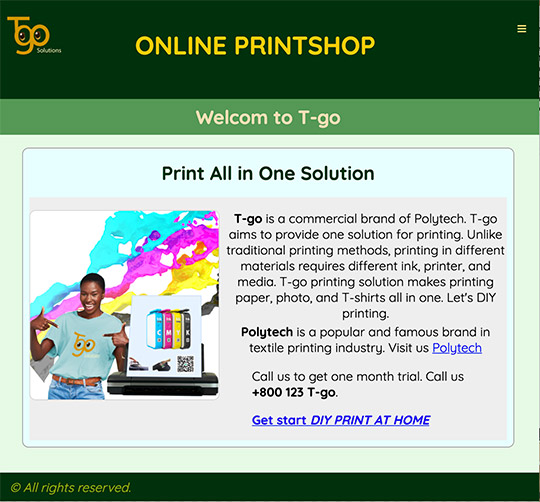 T-go
Solutions
ONLINE PRINTSHOP
≡
Welcom to T-go
Print All in One Solution
T-go is a commercial brand of Polytech. T-go
aims to provide one solution for printing. Unlike
traditional printing methods, printing in different
materials requires different ink, printer, and
media. T-go printing solution makes printing
paper, photo, and T-shirts all in one. Let's DIY
printing.
Polytech is a popular and famous brand in
textile printing industry. Visit us Polytech
Call us to get one month trial. Call us
+800 123 T-go.
Get start DIY PRINT AT HOME
T-go
C M Y K
© All rights reserved.